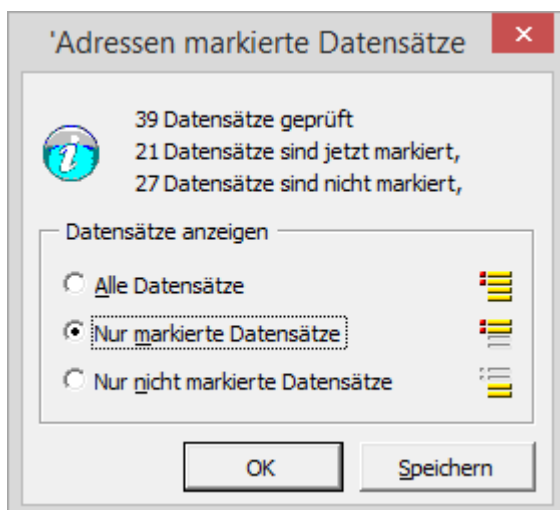 'Adressen markierte Datensätze
39 Datensätze geprüft
21 Datensätze sind jetzt markiert,
27 Datensätze sind nicht markiert,
Datensätze anzeigen
Alle Datensätze
Nur markierte Datensätze
Nur nicht markierte Datensätze
OK
Speichern